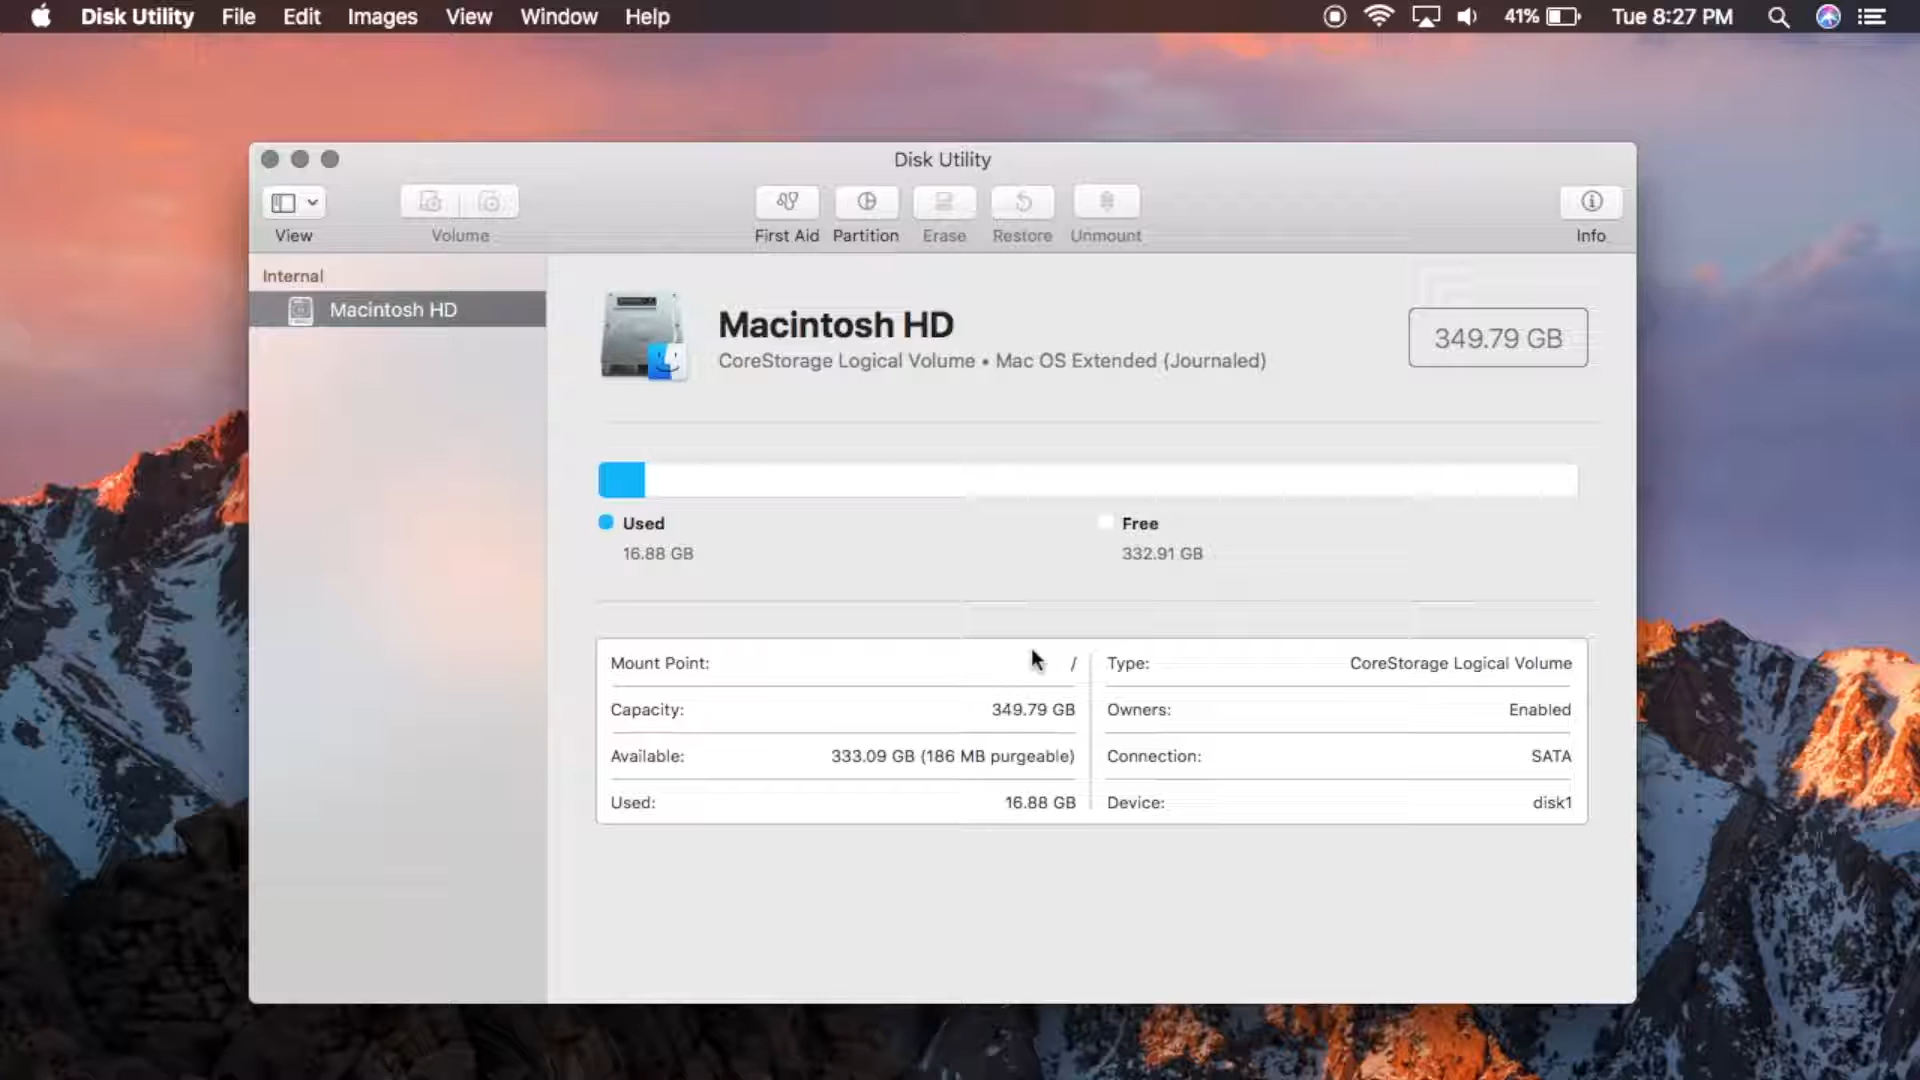 Disk Utility File Edit Images View Window Help 41% Tue 8:27 PM
Disk Utility
View Volume First Aid Partition Erase Restore Unmount Info
Internal
Macintosh HD
Macintosh HD
CoreStorage Logical Volume • Mac OS Extended (Journaled)
349.79 GB
Used
16.88 GB
Free
332.91 GB
Mount Point: /
Capacity: 349.79 GB
Available: 333.09 GB (186 MB purgeable)
Used: 16.88 GB
Type: CoreStorage Logical Volume
Owners: Enabled
Connection: SATA
Device: disk1